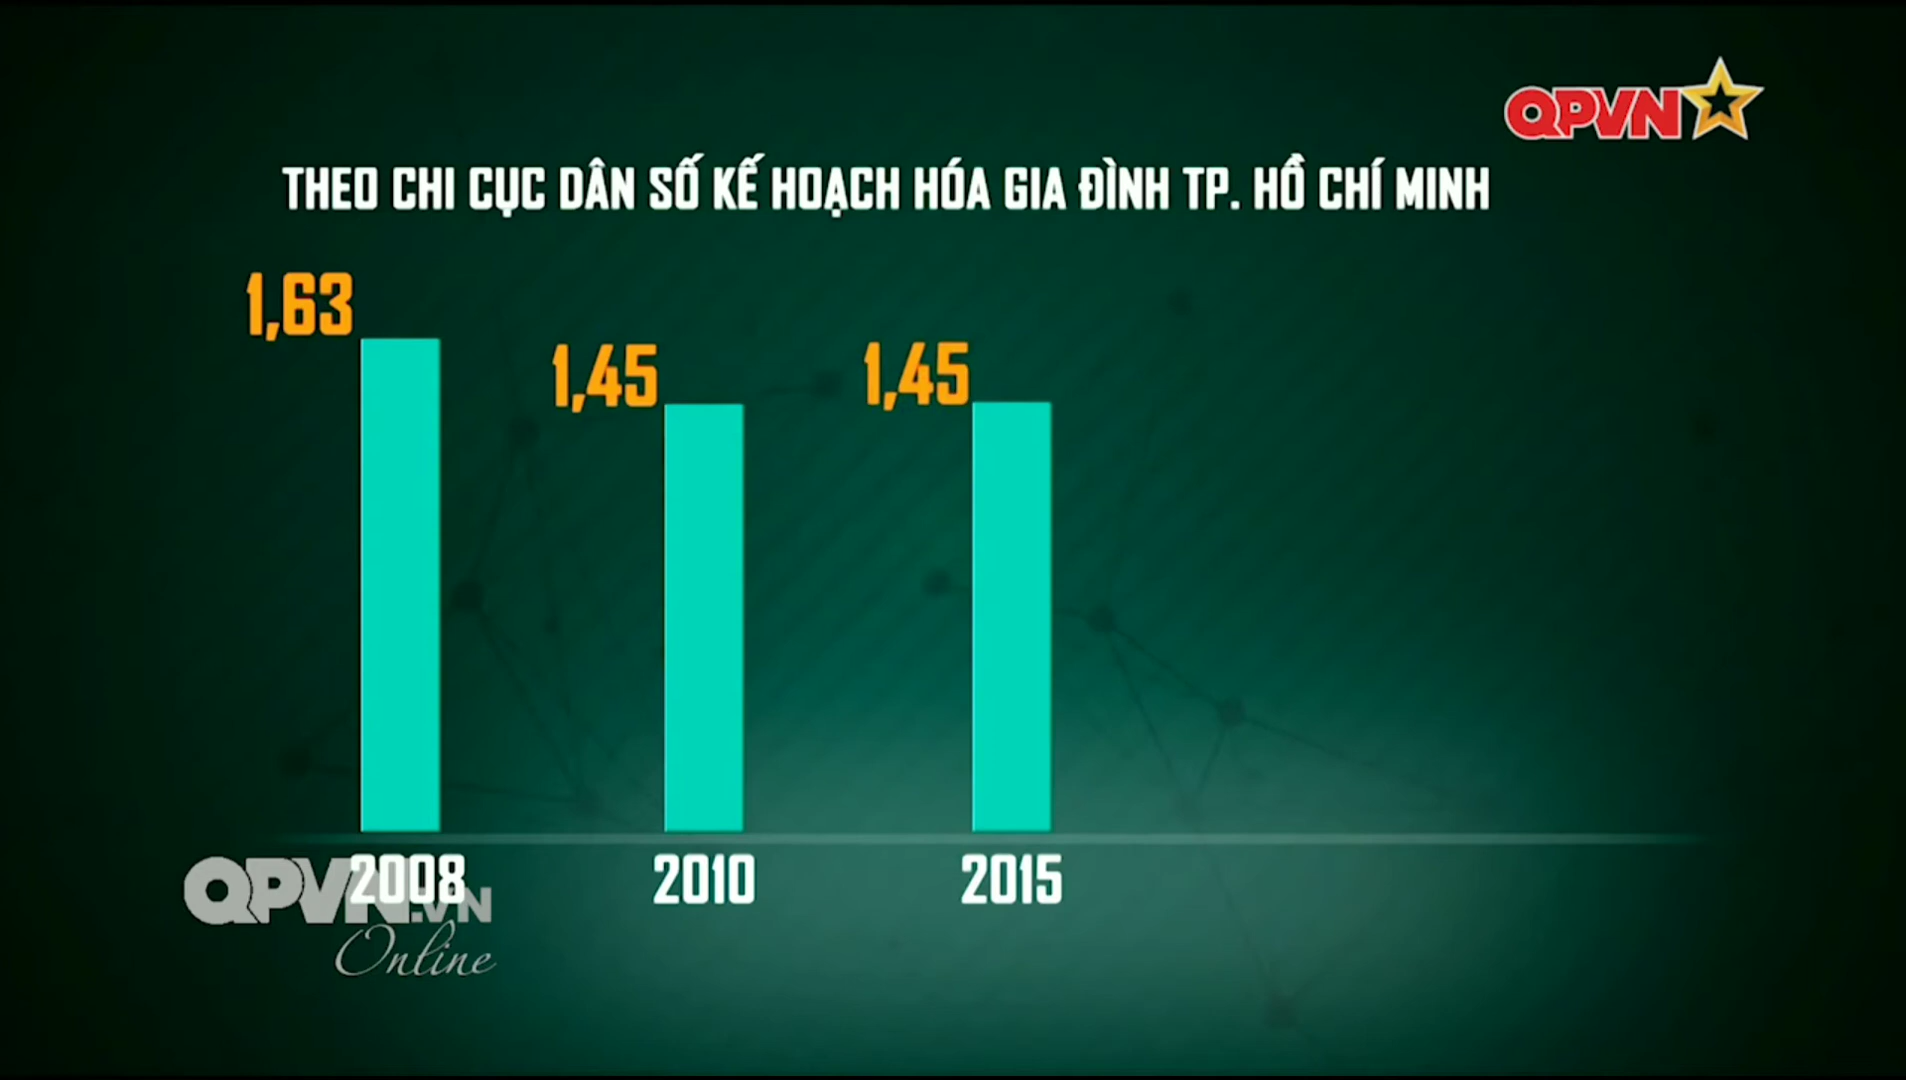 QPVN
THEO CHI CỤC DÂN SỐ KẾ HOẠCH HÓA GIA ĐÌNH TP. HỒ CHÍ MINH
1,63
1,45
1,45
2008
2010
2015
QPVN.VN
Online